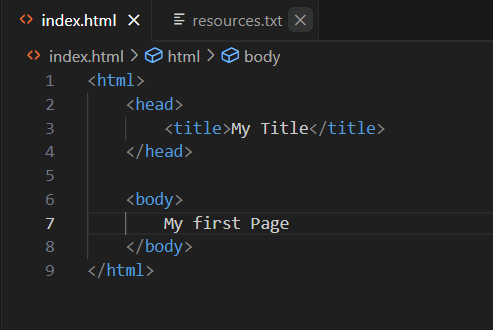 index.html × resources.txt ×
index.html > html > body
1 <html>
2     <head>
3         <title>My Title</title>
4     </head>
5
6     <body>
7         My first Page
8     </body>
9 </html>